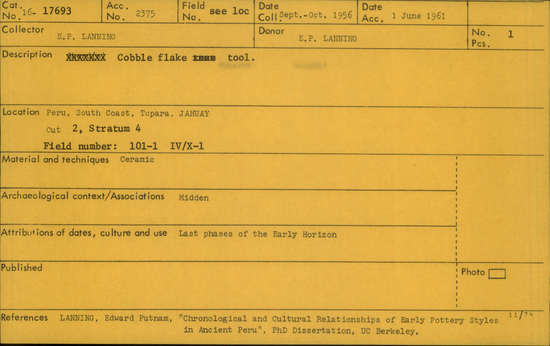 Cat. No. 16- 17693 Acc. No. 2375 Field No. see loc Date Coll Sept.-Oct. 1956 Date Acc. 1 June 1961
Collector E.P. LANNING Donor E.P. LANNING No. Pcs. 1
Description Cobble flake tool.
Location Peru, South Coast, Tupara. JAHUAY
Cut 2, Stratum 4
Field number: 101-1 IV/X-1
Material and techniques Ceramic
Archaeological context/Associations Midden
Attributions of dates, culture and use Last phases of the Early Horizon
Published Photo
References LANNING, Edward Putnam, "Chronological and Cultural Relationships of Early Pottery Styles
in Ancient Peru", PhD Dissertation, UC Berkeley.